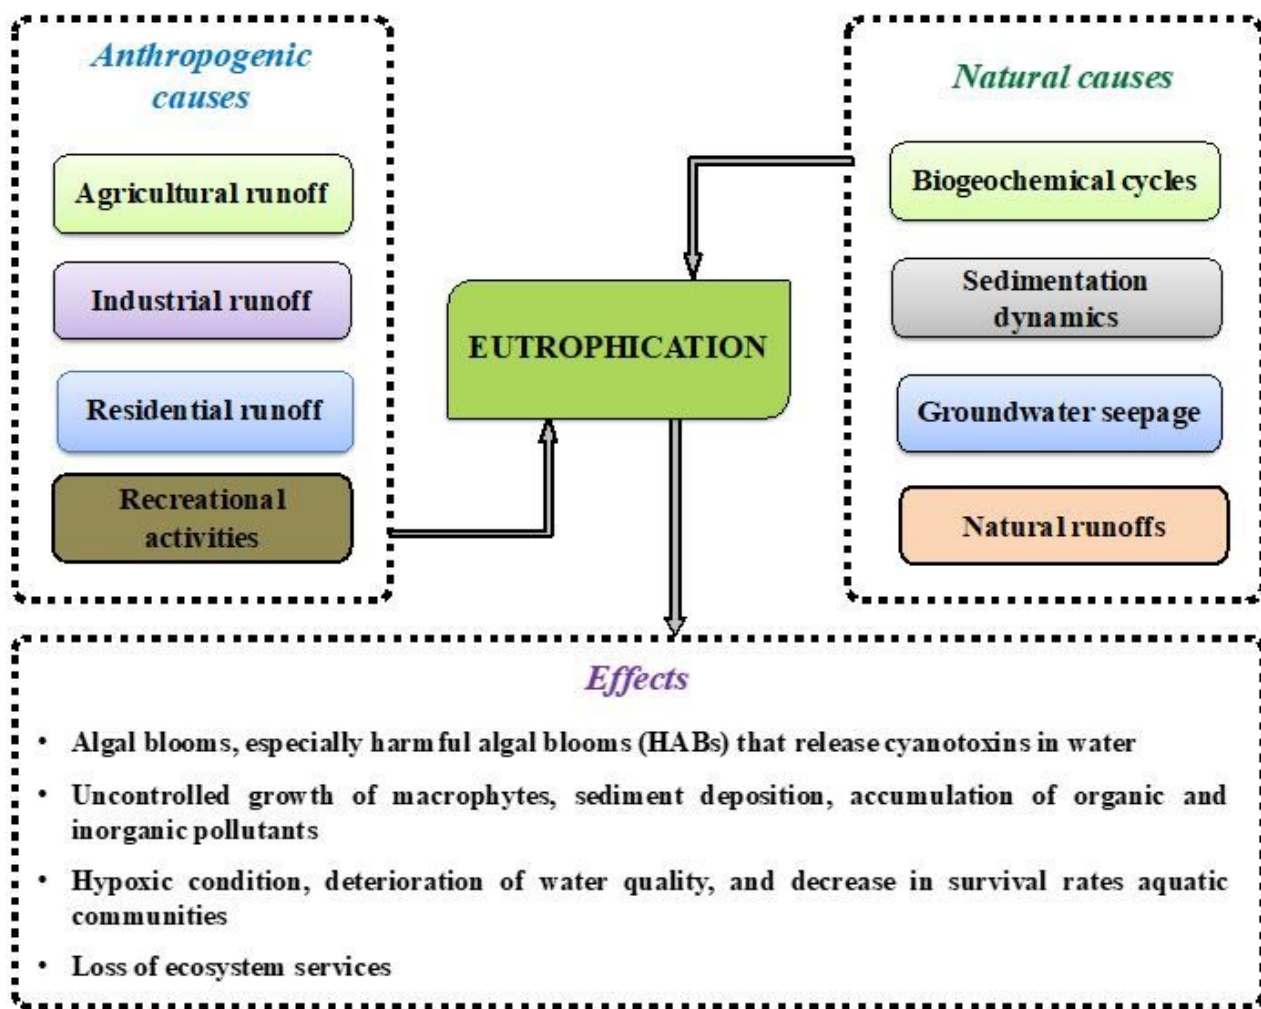 Anthropogenic
causes
Agricultural runoff
Industrial runoff
Residential runoff
Recreational
activities
EUTROPHICATION
Natural causes
Biogeochemical cycles
Sedimentation
dynamics
Groundwater seepage
Natural runoffs
Effects
• Algal blooms, especially harmful algal blooms (HABs) that release cyanotoxins in water
• Uncontrolled growth of macrophytes, sediment deposition, accumulation of organic and
inorganic pollutants
• Hypoxic condition, deterioration of water quality, and decrease in survival rates aquatic
communities
• Loss of ecosystem services